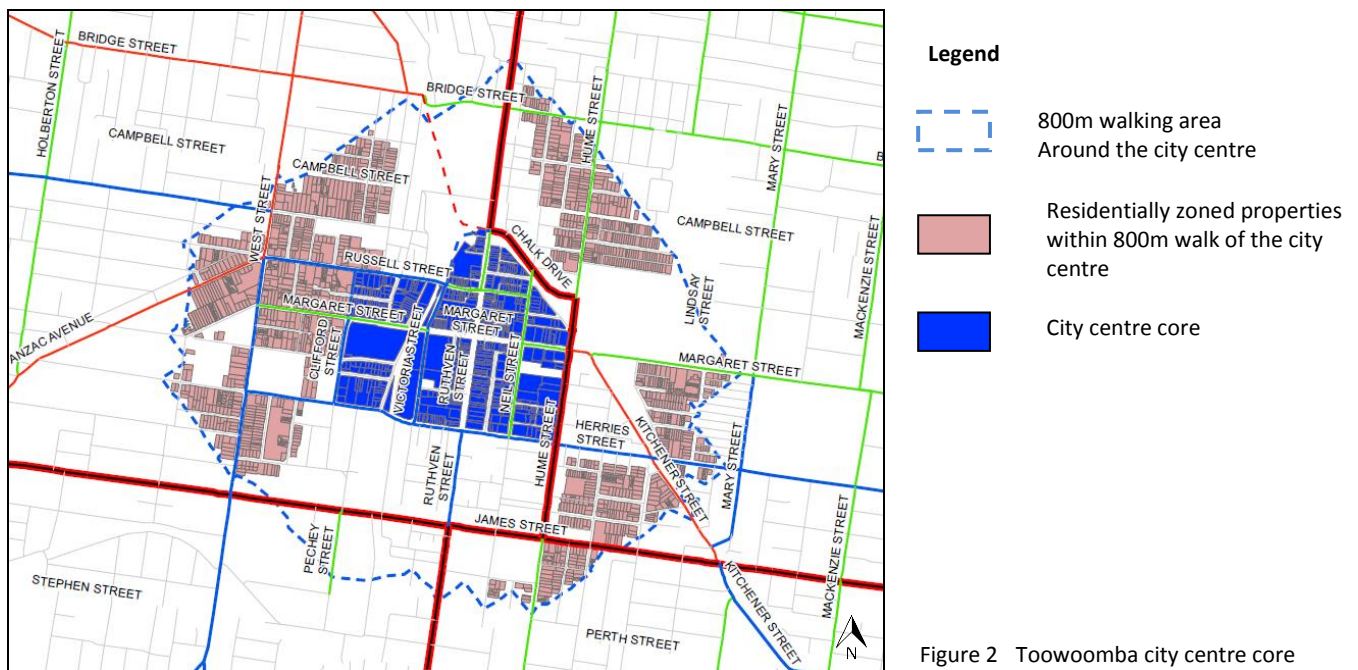 BRIDGE STREET
HOLBERTON STREET
BRIDGE STREET
HUME STREET
MARY STREET
CAMPBELL STREET
CAMPBELL STREET
CAMPBELL STREET
WEST STREET
CHALK DRIVE
MACKENZIE STREET
RUSSELL STREET
LINDSAY
STREET
MARGARET STREET
MARGARET
STREET
ANZAC AVENUE
CLIFFORD
STREET
VICTORIA STREET
RUTHVEN
STREET
NEIL STREET
MARGARET STREET
HERRIES
STREET
KITCHENER STREET
MARY STREET
HUME STREET
RUTHVEN
STREET
JAMES STREET
PECHEY
STREET
MACKENZIE STREET
KITCHENER STREET
STEPHEN STREET
PERTH STREET
N
Legend
800m walking area
Around the city centre
Residentially zoned properties
within 800m walk of the city
centre
City centre core
Figure 2 Toowoomba city centre core